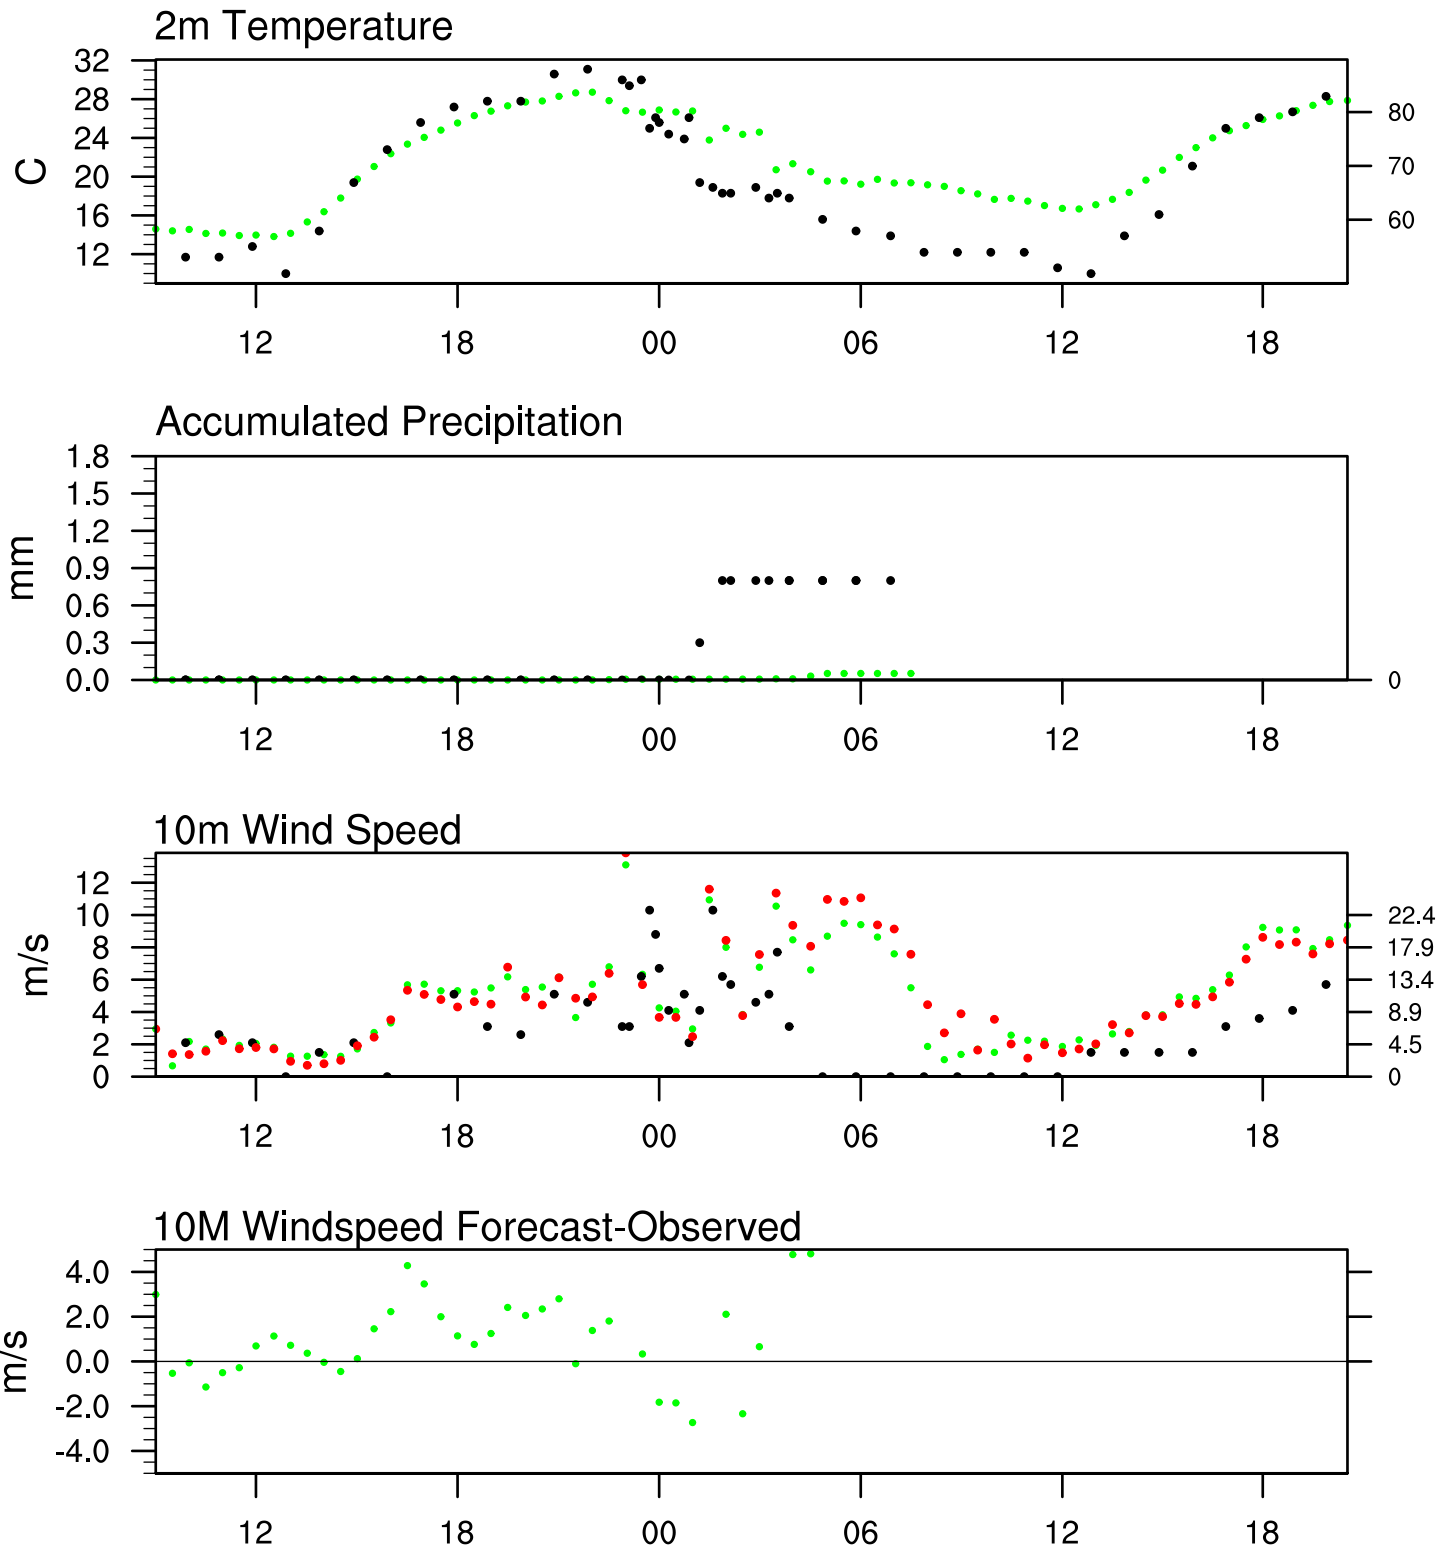 2m Temperature
32
28
24
20
16
12
C
80
70
60
12 18 00 06 12 18
Accumulated Precipitation
1.8
1.5
1.2
0.9
0.6
0.3
0.0
mm
0
12 18 00 06 12 18
10m Wind Speed
12
10
8
6
4
2
0
m/s
22.4
17.9
13.4
8.9
4.5
0
12 18 00 06 12 18
10M Windspeed Forecast-Observed
4.0
2.0
0.0
-2.0
-4.0
m/s
12 18 00 06 12 18